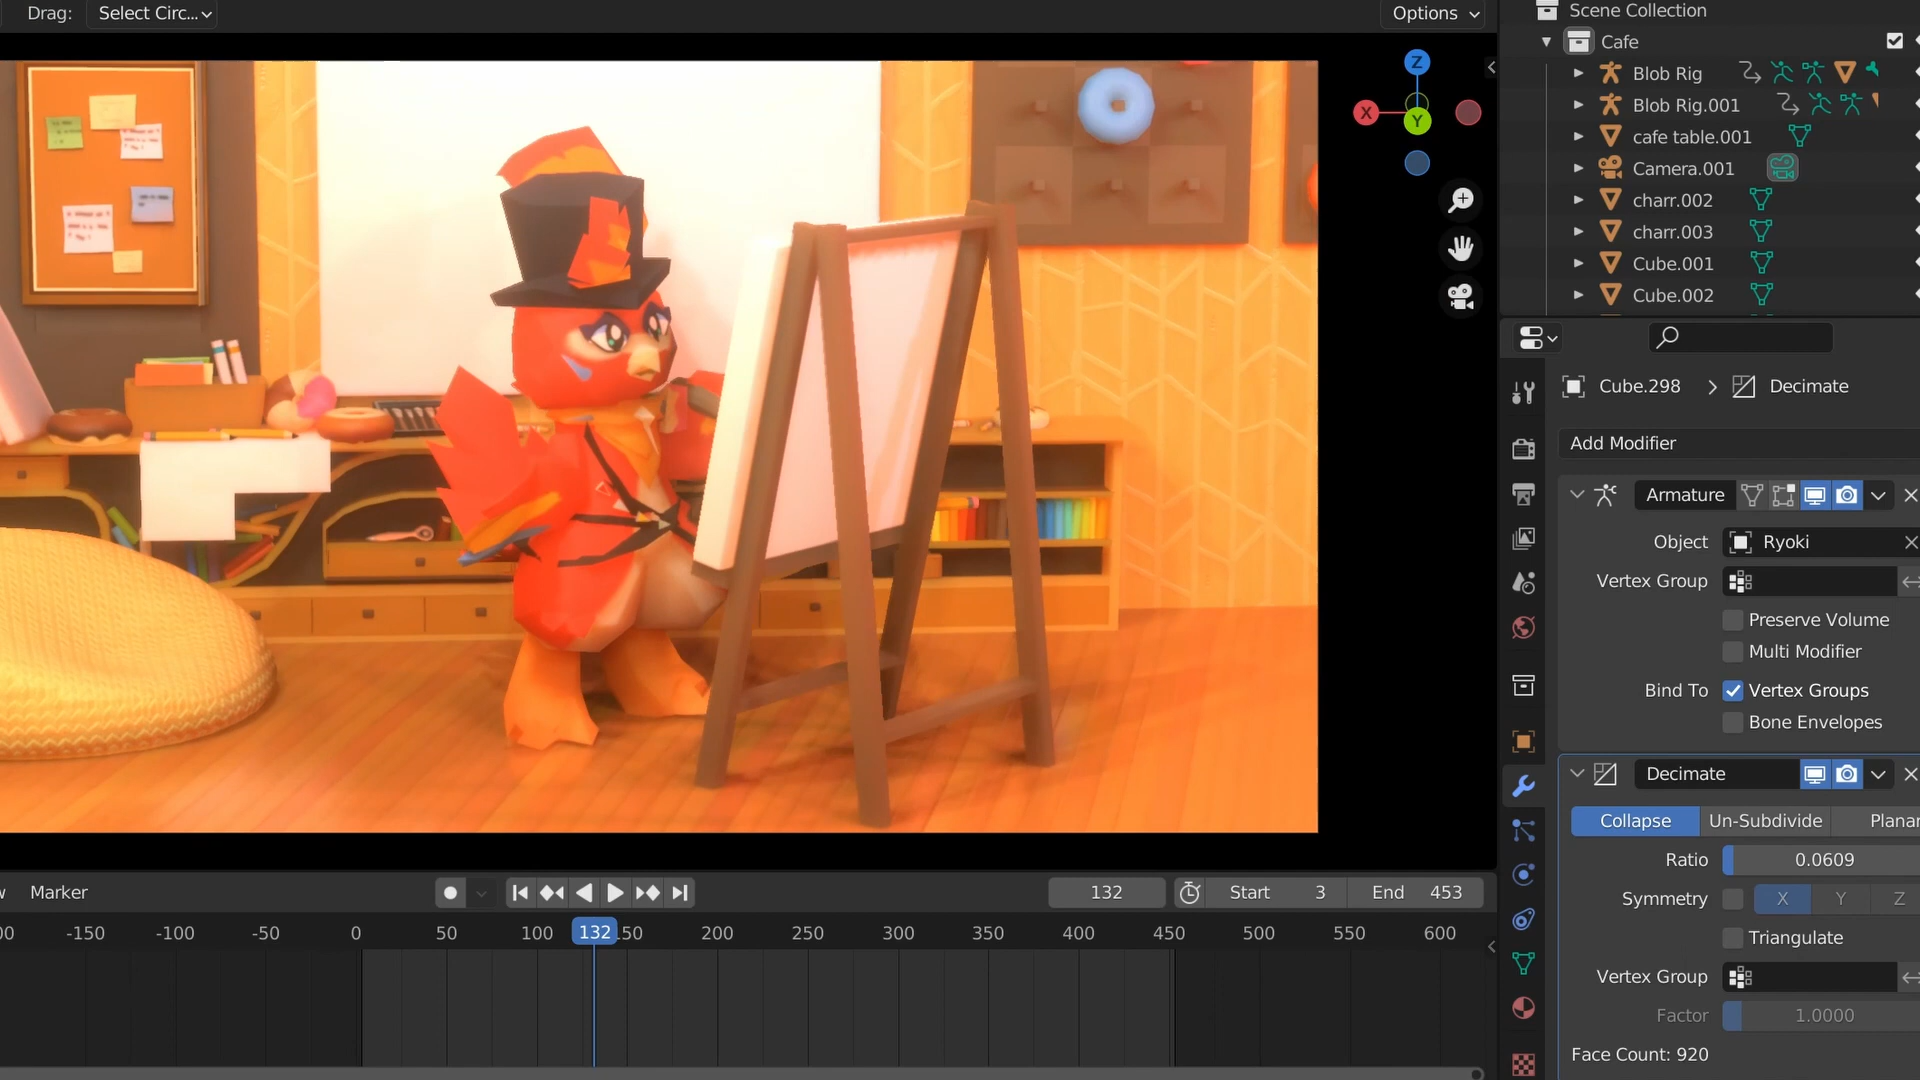 Drag: Select Circ...
Options
Scene Collection
Cafe
Blob Rig
Blob Rig.001
cafe table.001
Camera.001
charr.002
charr.003
Cube.001
Cube.002
Z
X
Y
Cube.298 > Decimate
Add Modifier
Armature
Object Ryoki
Vertex Group
Preserve Volume
Multi Modifier
Bind To Vertex Groups
Bone Envelopes
Decimate
Collapse Un-Subdivide Planar
Ratio 0.0609
Symmetry X Y Z
Triangulate
Vertex Group
Factor 1.0000
Face Count: 920
Marker
132 Start 3 End 453
-150 -100 -50 0 50 100 132 150 200 250 300 350 400 450 500 550 600